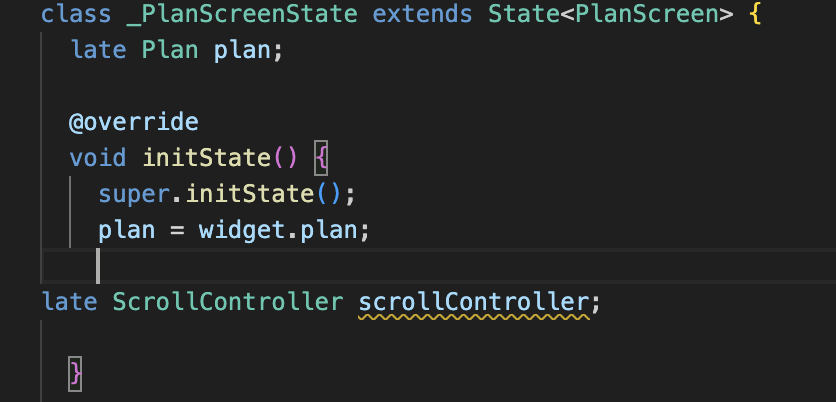 class _PlanScreenState extends State<PlanScreen> {
late Plan plan;
@override
void initState() {
super.initState();
plan = widget.plan;
late ScrollController scrollController;
}